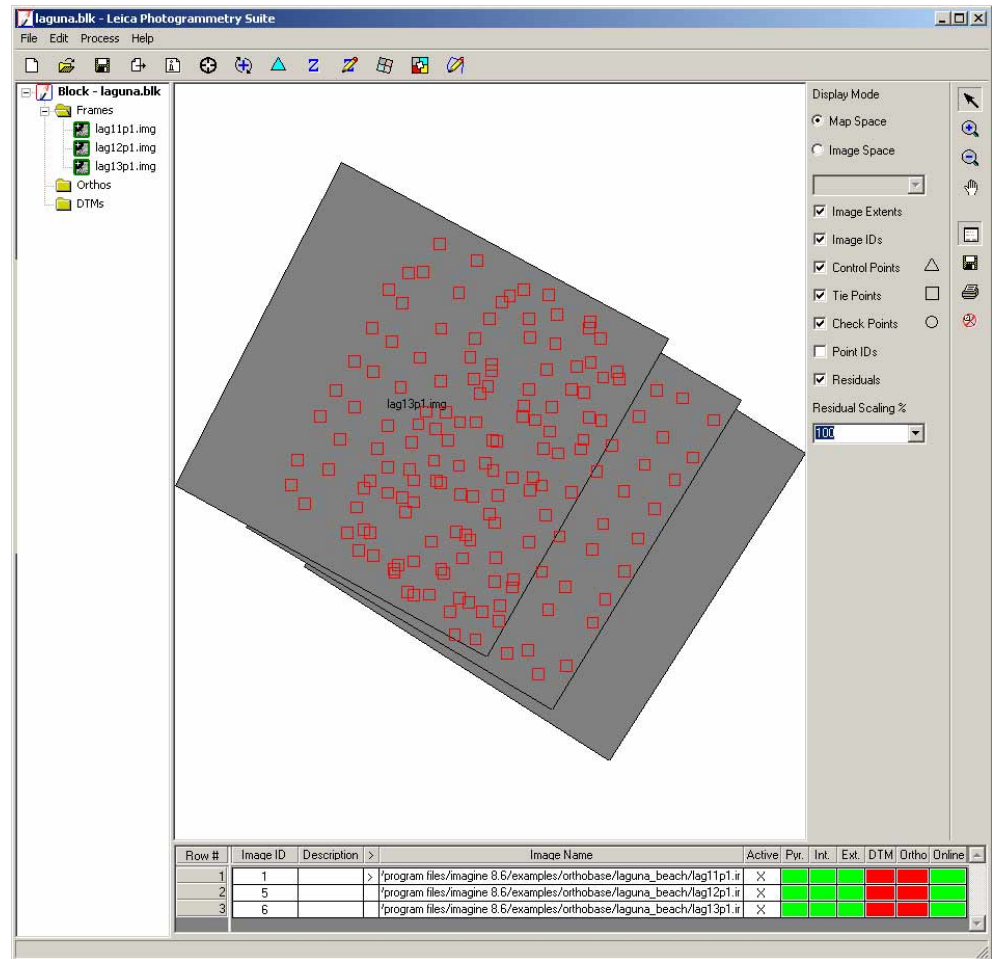 laguna.blk - Leica Photogrammetry Suite
File Edit Process Help
Block - laguna.blk
Frames
lag11p1.img
lag12p1.img
lag13p1.img
Orthos
DTMs
lag13p1.img
Display Mode
Map Space
Image Space
Image Extents
Image IDs
Control Points
Tie Points
Check Points
Point IDs
Residuals
Residual Scaling %
100
Row # Image ID Description > Image Name Active Pyr. Int. Ext. DTM Ortho Online
1 1 > /program files/imagine 8.6/examples/orthobase/laguna_beach/lag11p1.ir X
2 5 /program files/imagine 8.6/examples/orthobase/laguna_beach/lag12p1.ir X
3 6 /program files/imagine 8.6/examples/orthobase/laguna_beach/lag13p1.ir X